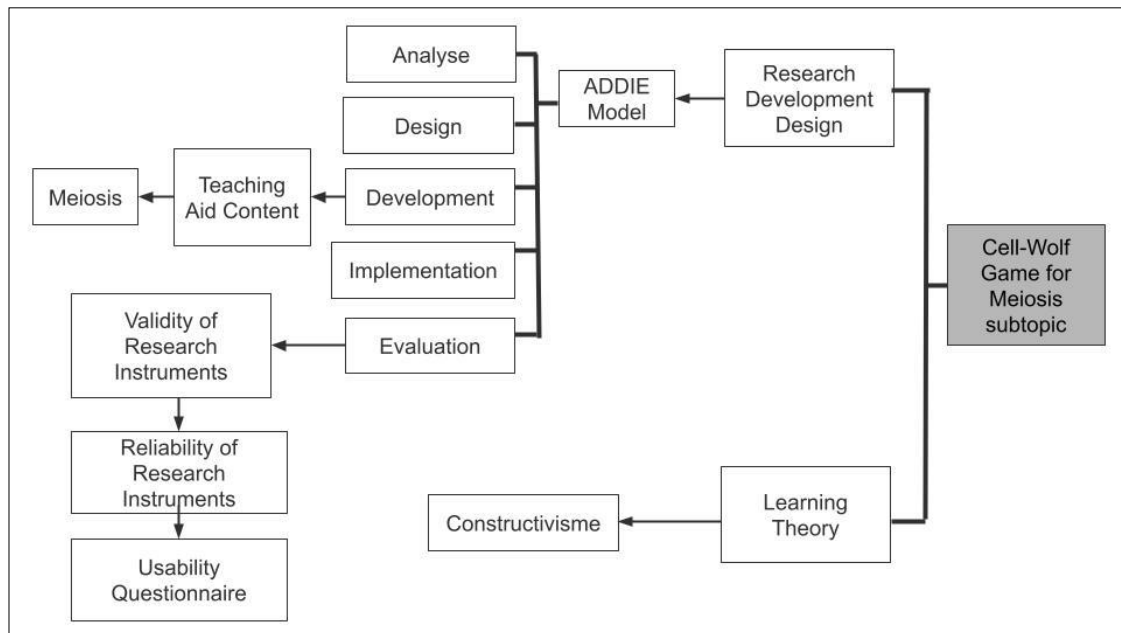 Analyse
ADDIE
Model
Research
Development
Design
Design
Meiosis
Teaching
Aid Content
Development
Implementation
Cell-Wolf
Game for
Meiosis
subtopic
Validity of
Research
Instruments
Evaluation
Reliability of
Research
Instruments
Constructivisme
Learning
Theory
Usability
Questionnaire